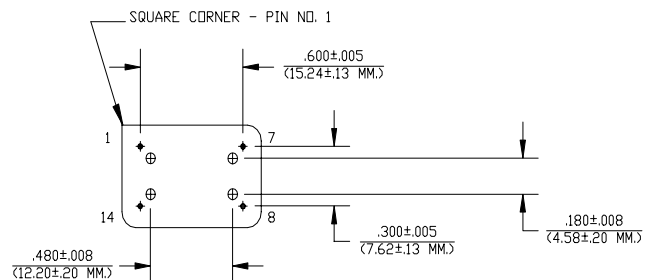 SQUARE CORNER - PIN NO. 1
.600±.005
(15.24±.13 MM.)
1
7
14
8
.300±.005
(7.62±.13 MM.)
.180±.008
(4.58±.20 MM.)
.480±.008
(12.20±.20 MM.)